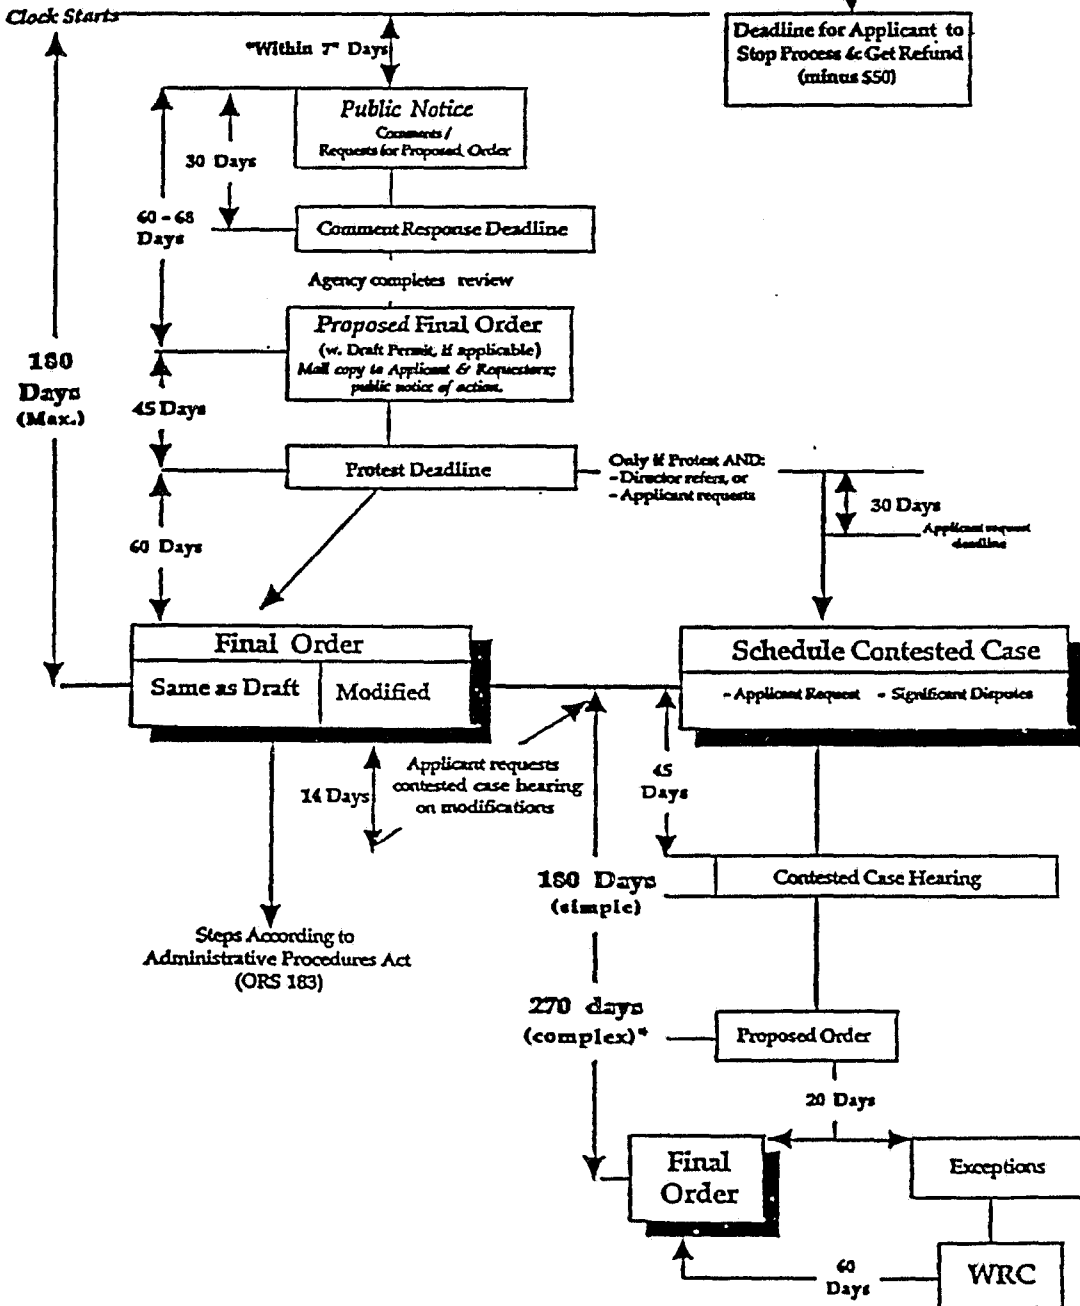 Clock Starts
"Within 7" Days
Deadline for Applicant to
Stop Process & Get Refund
(minus $50)
Public Notice
Comments /
Requests for Proposed Order
30 Days
60 - 68
Days
Comment Response Deadline
Agency completes review
Proposed Final Order
(w. Draft Permit, if applicable)
Mail copy to Applicant & Requestors;
public notice of action.
180
Days
(Max.)
45 Days
Protest Deadline
Only if Protest AND:
- Director refers, or
- Applicant requests
30 Days
Applicant request
deadline
60 Days
Final Order
Same as Draft
Modified
Schedule Contested Case
- Applicant Request - Significant Disputes
14 Days
Applicant requests
contested case hearing
on modifications
45
Days
180 Days
(simple)
Contested Case Hearing
Steps According to
Administrative Procedures Act
(ORS 183)
270 days
(complex)*
Proposed Order
20 Days
Final
Order
Exceptions
60
Days
WRC